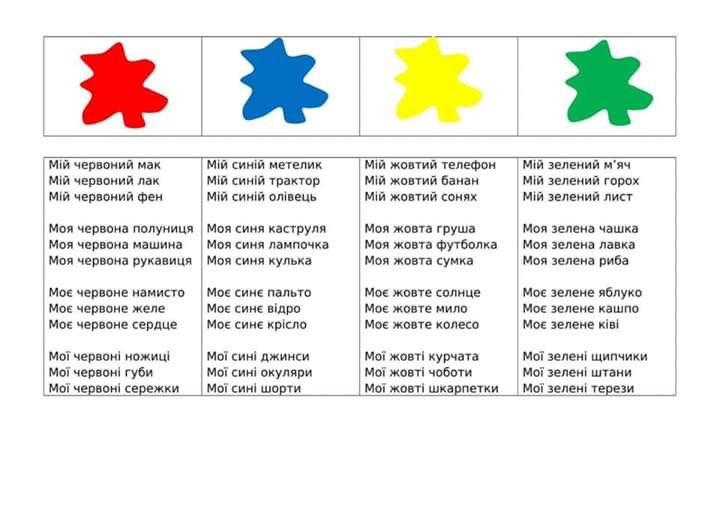 Мій червоний мак
Мій червоний лак
Мій червоний фен
Моя червона полуниця
Моя червона машина
Моя червона рукавиця
Моє червоне намисто
Моє червоне желе
Моє червоне сердце
Мої червоні ножиці
Мої червоні губи
Мої червоні сережки
Мій синій метелик
Мій синій трактор
Мій синій олівець
Моя синя каструля
Моя синя лампочка
Моя синя кулька
Моє синє пальто
Моє синє відро
Моє синє крісло
Мої сині джинси
Мої сині окуляри
Мої сині шорти
Мій жовтий телефон
Мій жовтий банан
Мій жовтий сонях
Моя жовта груша
Моя жовта футболка
Моя жовта сумка
Моє жовте солнце
Моє жовте мило
Моє жовте колесо
Мої жовті курчата
Мої жовті чоботи
Мої жовті шкарпетки
Мій зелений м’яч
Мій зелений горох
Мій зелений лист
Моя зелена чашка
Моя зелена лавка
Моя зелена риба
Моє зелене яблуко
Моє зелене кашпо
Моє зелене ківі
Мої зелені щипчики
Мої зелені штани
Мої зелені терези